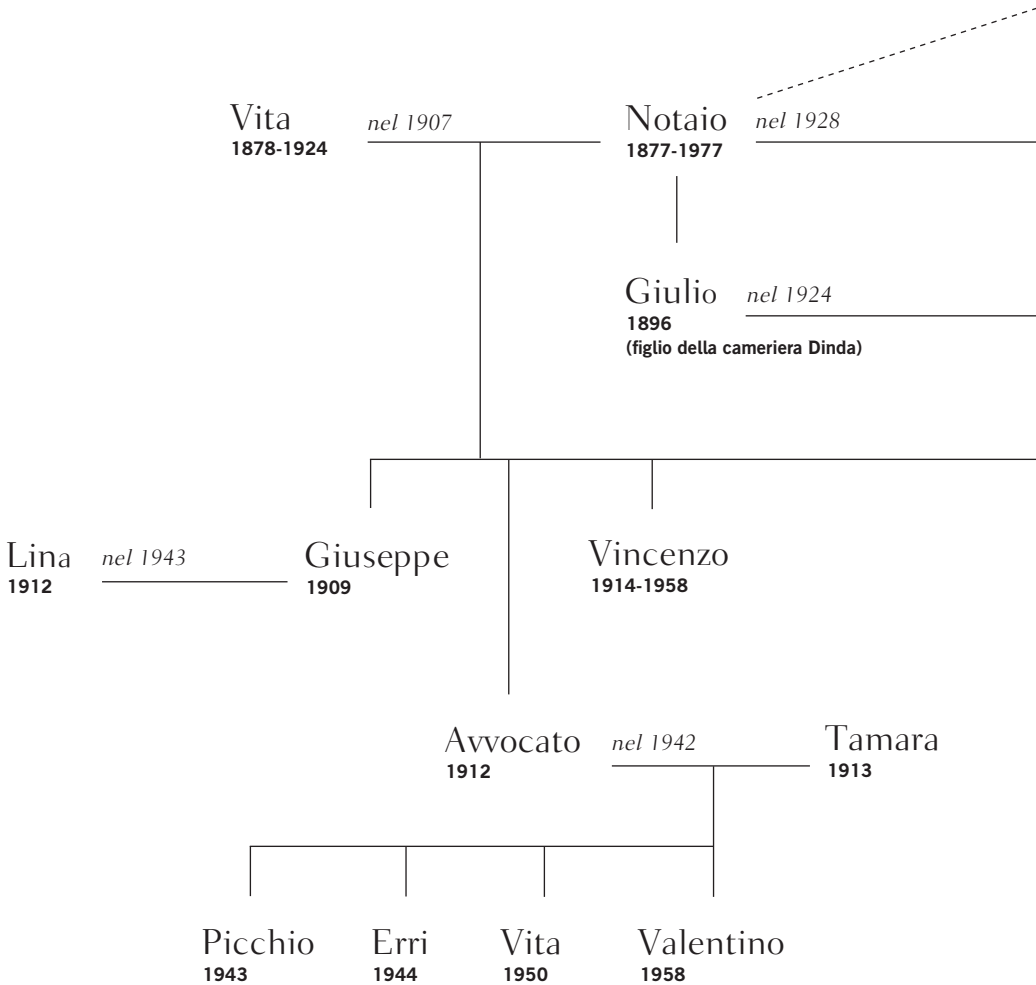 Vita
1878-1924
nel 1907
Notaio
1877-1977
nel 1928
Giulio
1896
(figlio della cameriera Dinda)
nel 1924
Lina
1912
nel 1943
Giuseppe
1909
Vincenzo
1914-1958
Avvocato
1912
nel 1942
Tamara
1913
Picchio
1943
Erri
1944
Vita
1950
Valentino
1958